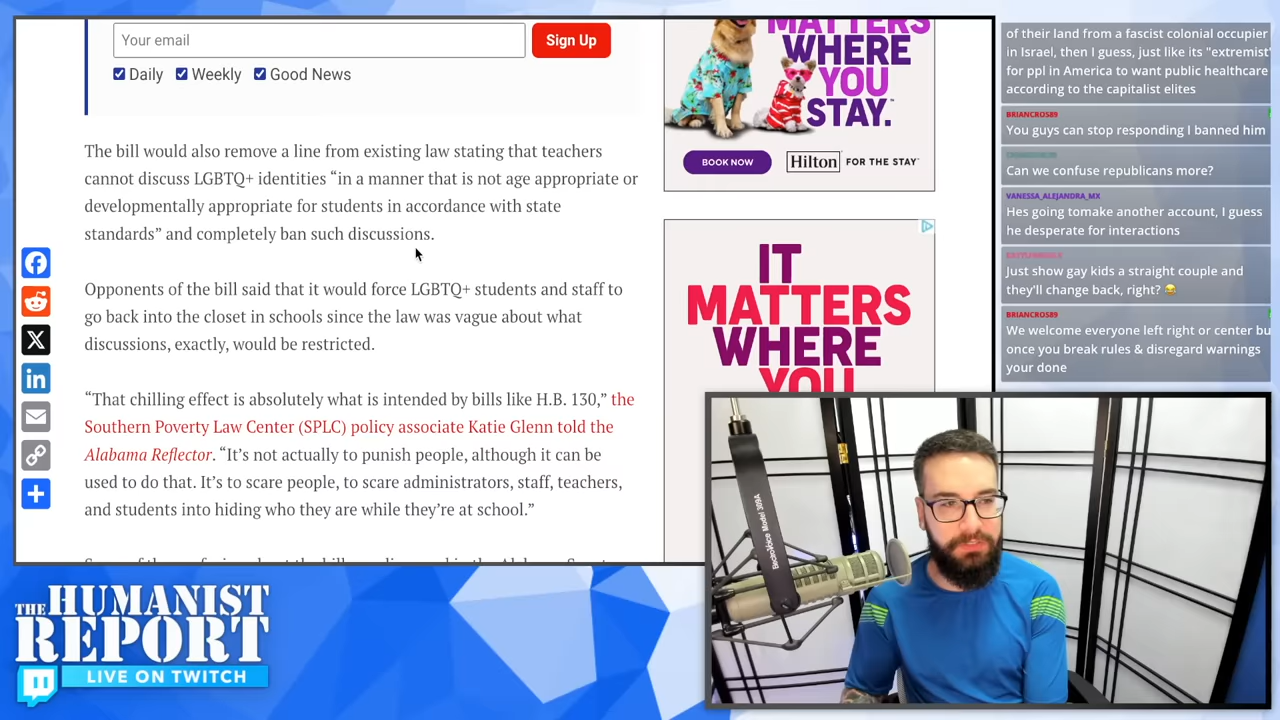 Your email
Sign Up
Daily
Weekly
Good News
The bill would also remove a line from existing law stating that teachers
cannot discuss LGBTQ+ identities “in a manner that is not age appropriate or
developmentally appropriate for students in accordance with state
standards” and completely ban such discussions.
Opponents of the bill said that it would force LGBTQ+ students and staff to
go back into the closet in schools since the law was vague about what
discussions, exactly, would be restricted.
“That chilling effect is absolutely what is intended by bills like H.B. 130,” the
Southern Poverty Law Center (SPLC) policy associate Katie Glenn told the
Alabama Reflector. “It’s not actually to punish people, although it can be
used to do that. It’s to scare people, to scare administrators, staff, teachers,
and students into hiding who they are while they’re at school.”
MATTERS
WHERE
YOU
STAY.™
BOOK NOW
Hilton
FOR THE STAY™
IT
MATTERS
WHERE
YOU
of their land from a fascist colonial occupier
in Israel, then I guess, just like its "extremist"
for ppl in America to want public healthcare
according to the capitalist elites
BRIANCROS89
You guys can stop responding I banned him
Can we confuse republicans more?
VANESSA_ALEJANDRA_MX
Hes going tomake another account, I guess
he desperate for interactions
Just show gay kids a straight couple and
they'll change back, right? 😂
BRIANCROS89
We welcome everyone left right or center bu
once you break rules & disregard warnings
your done
ElectroVoice Model 309A
THE
HUMANIST
REPORT
LIVE ON TWITCH